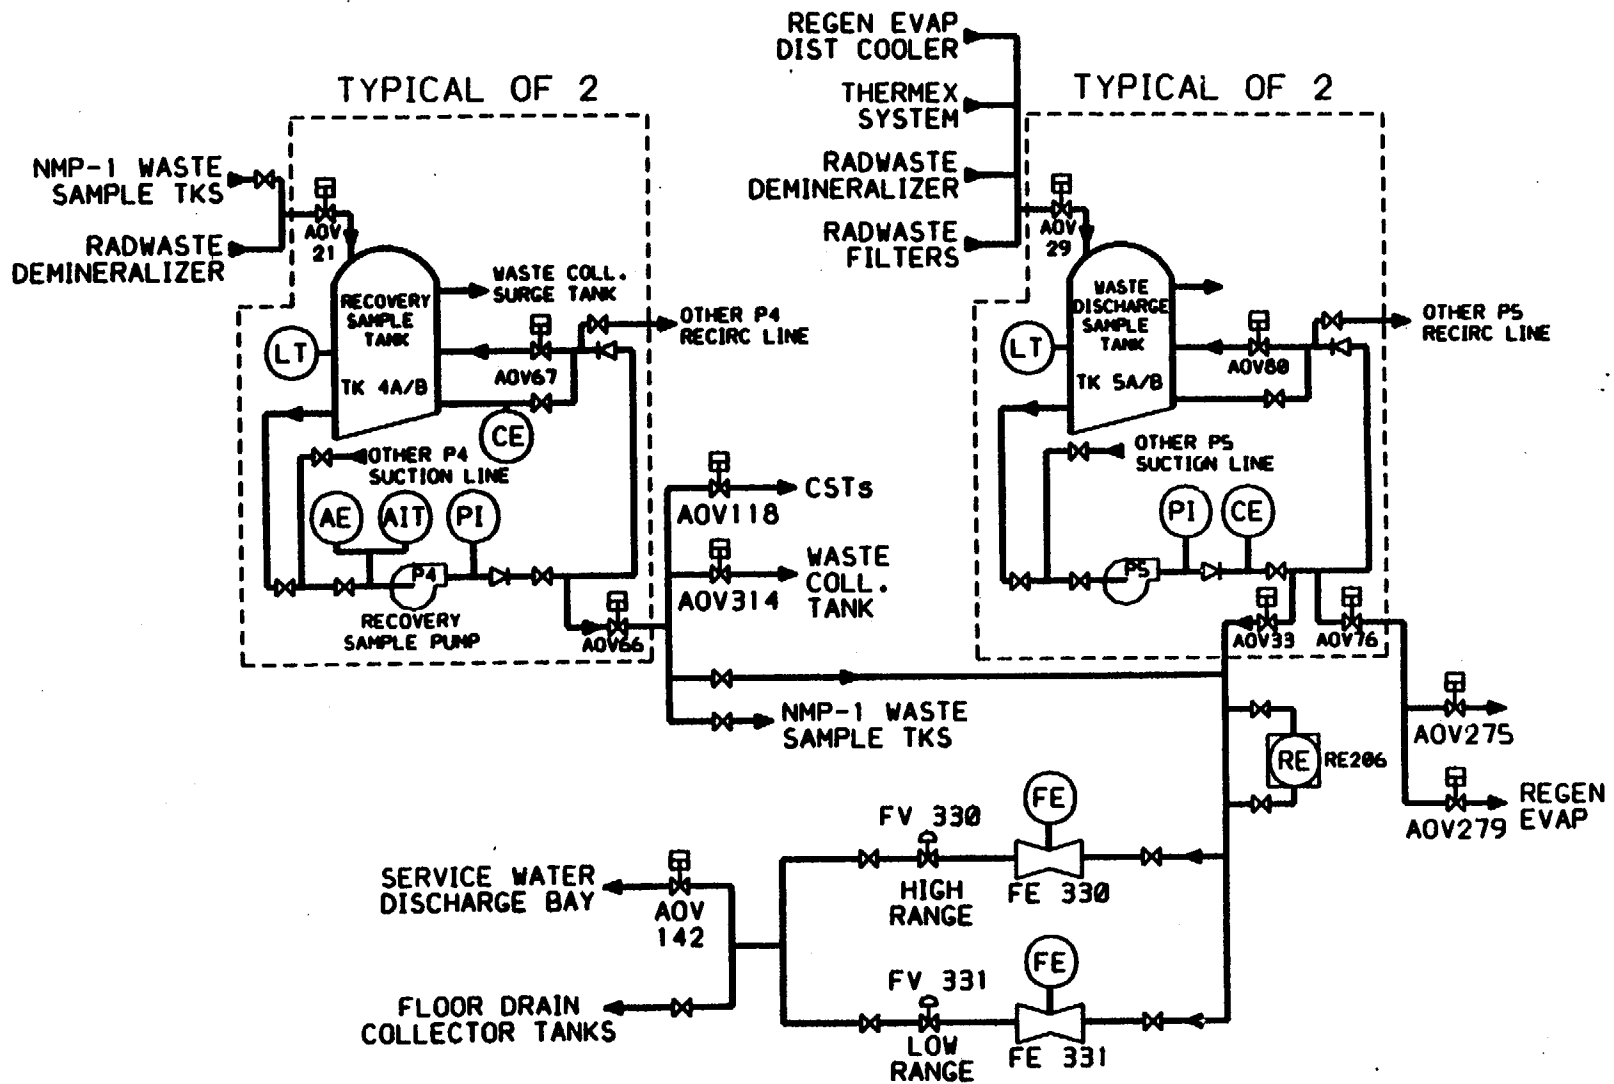 REGEN EVAP
DIST COOLER
TYPICAL OF 2
TYPICAL OF 2
THERMEX
SYSTEM
NMP-1 WASTE
SAMPLE TKS
RADWASTE
DEMINERALIZER
RADWASTE
DEMINERALIZER
AOV
21
RADWASTE
FILTERS
AOV
29
WASTE COLL.
SURGE TANK
RECOVERY
SAMPLE
TANK
TK 4A/B
LT
OTHER P4
RECIRC LINE
AOV67
CE
OTHER P4
SUCTION LINE
AE
AIT
PI
P4
RECOVERY
SAMPLE PUMP
AOV66
WASTE
DISCHARGE
SAMPLE
TANK
TK 5A/B
LT
OTHER P5
RECIRC LINE
AOV80
OTHER P5
SUCTION LINE
PI
CE
P5
AOV33
AOV76
CSTs
AOV118
WASTE
COLL.
TANK
AOV314
NMP-1 WASTE
SAMPLE TKS
RE
RE206
AOV275
REGEN
EVAP
AOV279
FE
FV 330
HIGH
RANGE
FE 330
SERVICE WATER
DISCHARGE BAY
AOV
142
FE
FV 331
LOW
RANGE
FE 331
FLOOR DRAIN
COLLECTOR TANKS